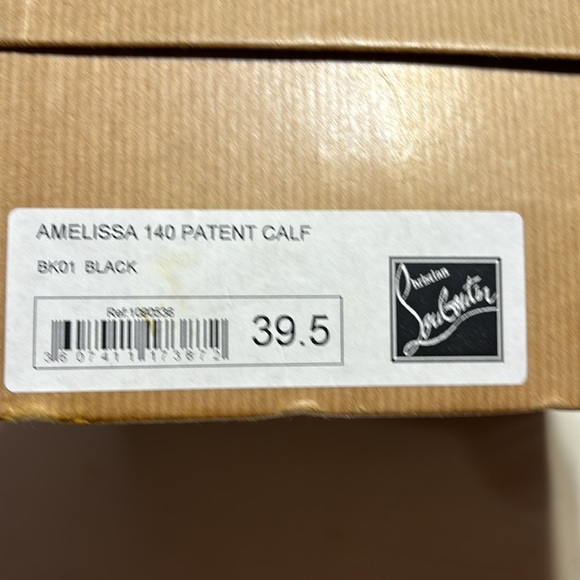 AMELISSA 140 PATENT CALF
BK01 BLACK
Ref:1080536
3607411173872
39.5
Christian
Louboutin